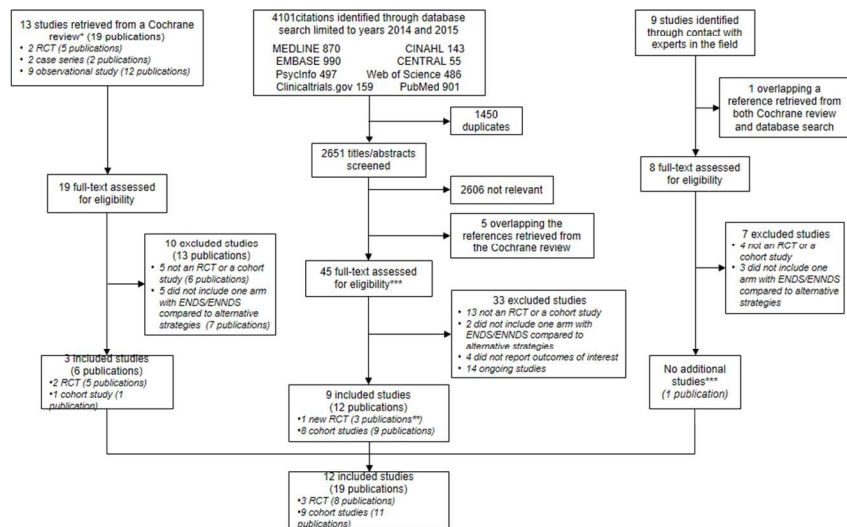 13 studies retrieved from a Cochrane
review* (19 publications)
• 2 RCT (5 publications)
• 2 case series (2 publications)
• 9 observational study (12 publications)
19 full-text assessed
for eligibility
10 excluded studies
(13 publications)
• 5 not an RCT or a cohort
study (6 publications)
• 5 did not include one arm
with ENDS/ENNDS
compared to alternative
strategies (7 publications)
3 included studies
(6 publications)
•2 RCT (5 publications)
•1 cohort study (1
publication)
4101citations identified through database
search limited to years 2014 and 2015
MEDLINE 870 CINAHL 143
EMBASE 990 CENTRAL 55
PsycInfo 497 Web of Science 486
Clinicaltrials.gov 159 PubMed 901
1450
duplicates
2651 titles/abstracts
screened
2606 not relevant
5 overlapping the
references retrieved from
the Cochrane review
45 full-text assessed
for eligibility***
33 excluded studies
• 13 not an RCT or a cohort study
• 2 did not include one arm with
ENDS/ENNDS compared to
alternative strategies
• 4 did not report outcomes of interest
• 14 ongoing studies
9 included studies
(12 publications)
•1 new RCT (3 publications**)
•8 cohort studies (9 publications)
9 studies identified
through contact with
experts in the field
1 overlapping a
reference retrieved from
both Cochrane review
and database search
8 full-text assessed
for eligibility
7 excluded studies
• 4 not an RCT or a
cohort study
• 3 did not include one
arm with ENDS/ENNDS
compared to alternative
strategies
No additional
studies***
(1 publication)
12 included studies
(19 publications)
•3 RCT (8 publications)
•9 cohort studies (11
publications)